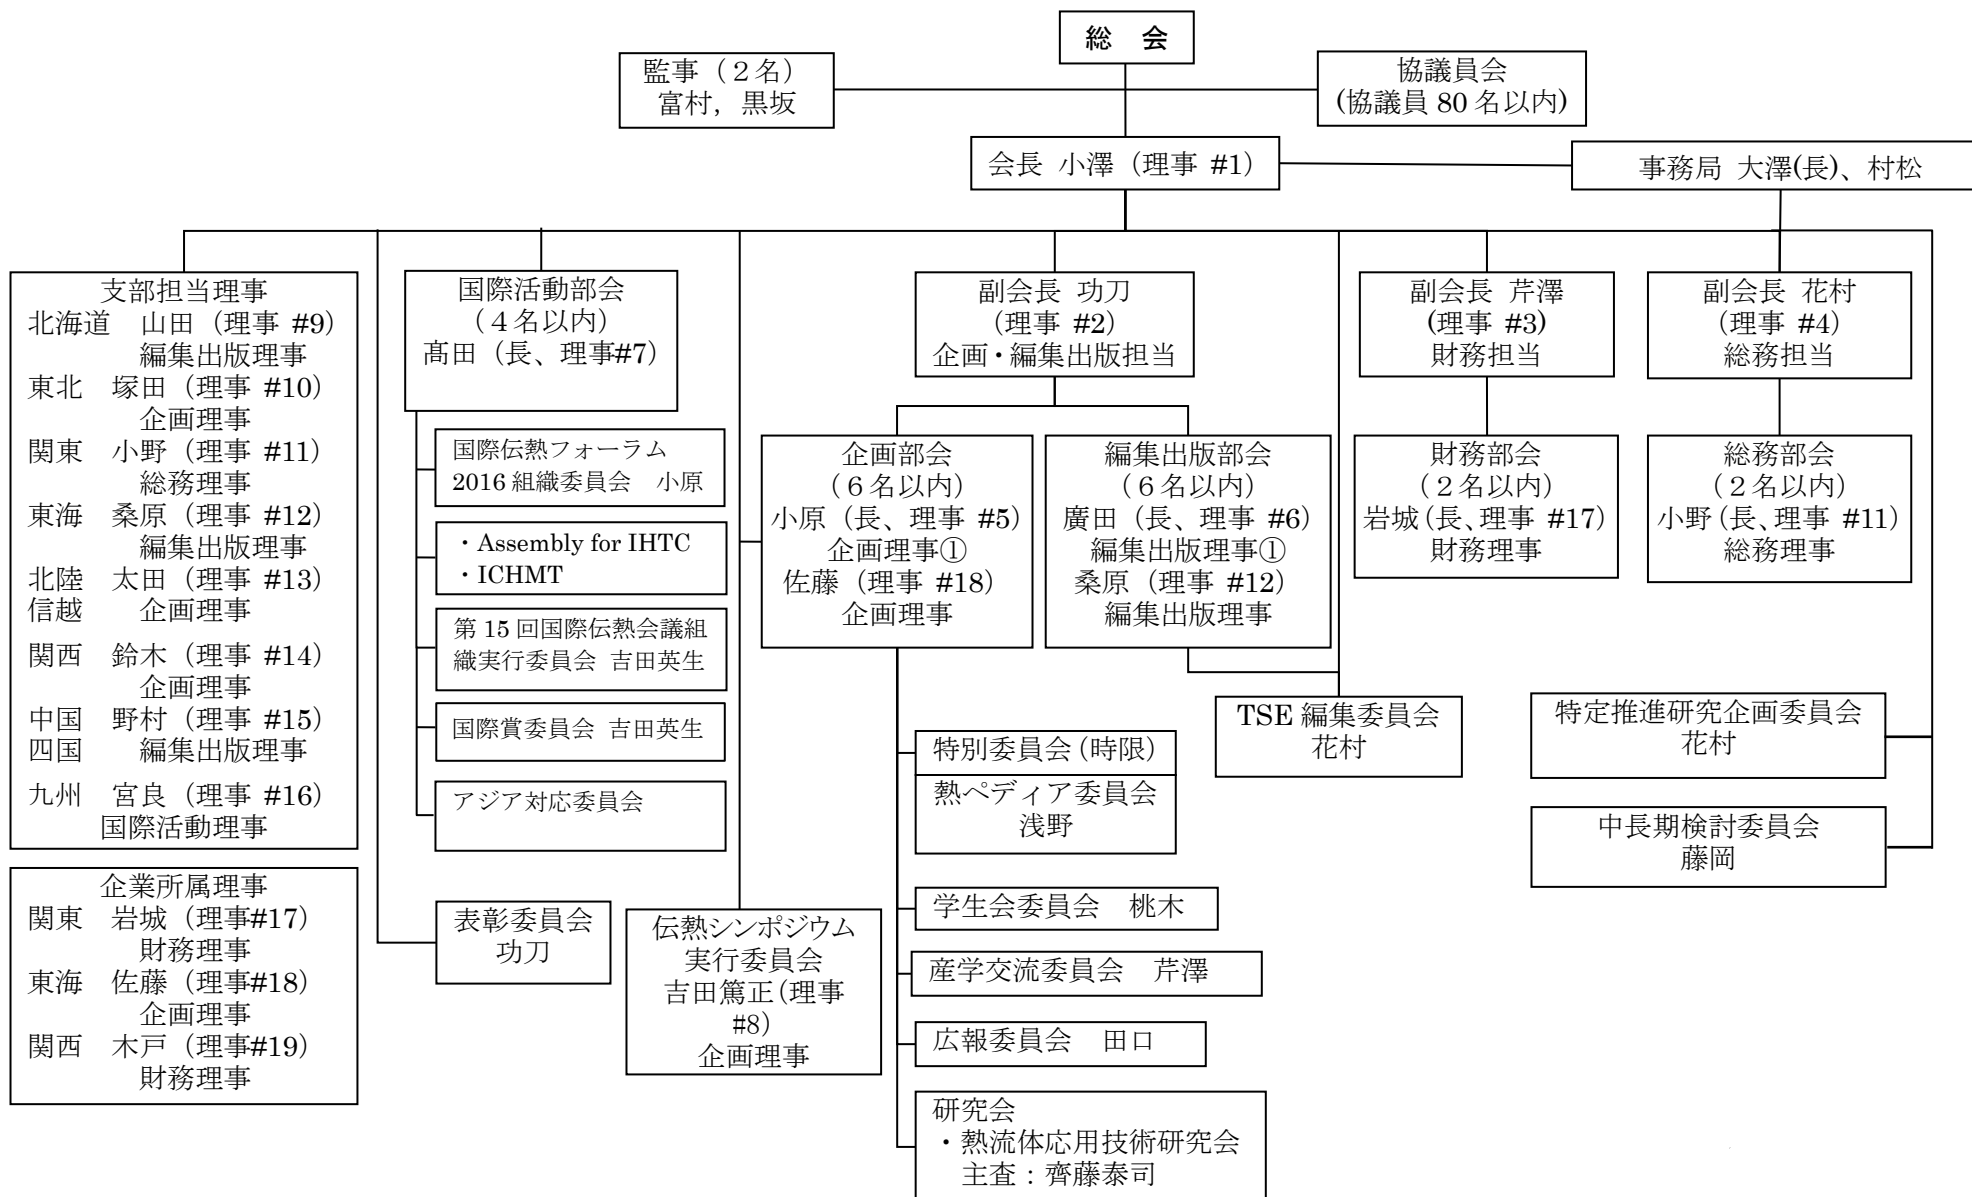 総 会
監事（２名）
富村，黒坂
協議員会
(協議員 80 名以内)
会長 小澤（理事 #1）
事務局 大澤(長)、村松
支部担当理事
北海道 山田（理事 #9）
編集出版理事
東北 塚田（理事 #10）
企画理事
関東 小野（理事 #11）
総務理事
東海 桑原（理事 #12）
編集出版理事
北陸 太田（理事 #13）
信越 企画理事
関西 鈴木（理事 #14）
企画理事
中国 野村（理事 #15）
四国 編集出版理事
九州 宮良（理事 #16）
国際活動理事
企業所属理事
関東 岩城（理事#17）
財務理事
東海 佐藤（理事#18）
企画理事
関西 木戸（理事#19）
財務理事
国際活動部会
（４名以内）
髙田（長、理事#7）
国際伝熱フォーラム
2016 組織委員会 小原
・Assembly for IHTC
・ICHMT
第 15 回国際伝熱会議組
織実行委員会 吉田英生
国際賞委員会 吉田英生
アジア対応委員会
表彰委員会
功刀
伝熱シンポジウム
実行委員会
吉田篤正（理事
#8）
企画理事
副会長 功刀
（理事 #2）
企画・編集出版担当
企画部会
（６名以内）
小原（長、理事 #5）
企画理事①
佐藤（理事 #18）
企画理事
編集出版部会
（６名以内）
廣田（長、理事 #6）
編集出版理事①
桑原（理事 #12）
編集出版理事
特別委員会（時限）
熱ペディア委員会
浅野
学生会委員会 桃木
産学交流委員会 芹澤
広報委員会 田口
研究会
・熱流体応用技術研究会
主査：齊藤泰司
TSE 編集委員会
花村
副会長 芹澤
(理事 #3)
財務担当
財務部会
（２名以内）
岩城（長、理事 #17）
財務理事
副会長 花村
（理事 #4）
総務担当
総務部会
（２名以内）
小野（長、理事 #11）
総務理事
特定推進研究企画委員会
花村
中長期検討委員会
藤岡